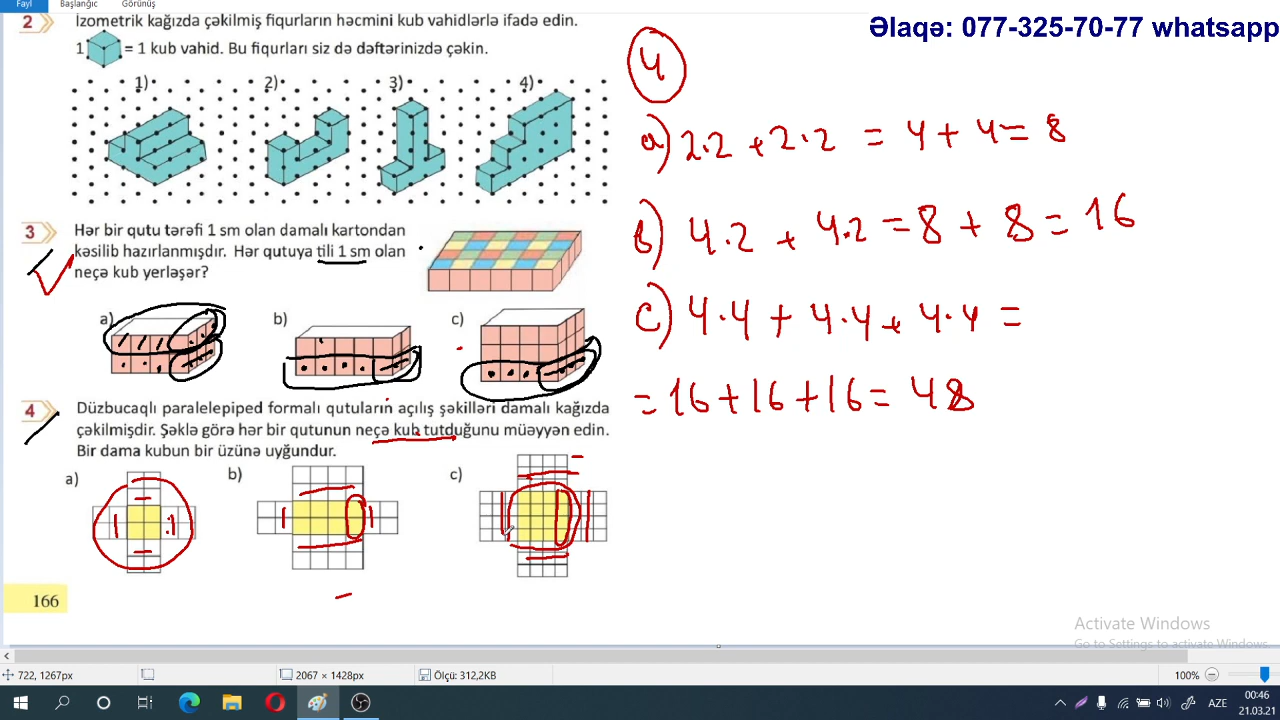 Fayl Başlanğıc Görünüş
Əlaqə: 077-325-70-77 whatsapp
2 İzometrik kağızda çəkilmiş fiqurların həcmini kub vahidlərlə ifadə edin.
1 = 1 kub vahid. Bu fiqurları siz də dəftərinizdə çəkin.
1) 2) 3) 4)
3 Hər bir qutu tərəfi 1 sm olan damalı kartondan
kəsilib hazırlanmışdır. Hər qutuya tili 1 sm olan
neçə kub yerləşər?
a) b) c)
4 Düzbucaqlı paralelepiped formalı qutuların açılış şəkilləri damalı kağızda
çəkilmişdir. Şəklə görə hər bir qutunun neçə kub tutduğunu müəyyən edin.
Bir dama kubun bir üzünə uyğundur.
a) b) c)
166
4
a) 2·2 + 2·2 = 4 + 4 = 8
b) 4·2 + 4·2 = 8 + 8 = 16
c) 4·4 + 4·4 + 4·4 =
= 16 + 16 + 16 = 48
Activate Windows
Go to Settings to activate Windows.
722, 1267px 2067 × 1428px Ölçü: 312,2KB 100%
AZE 00:46
21.03.21